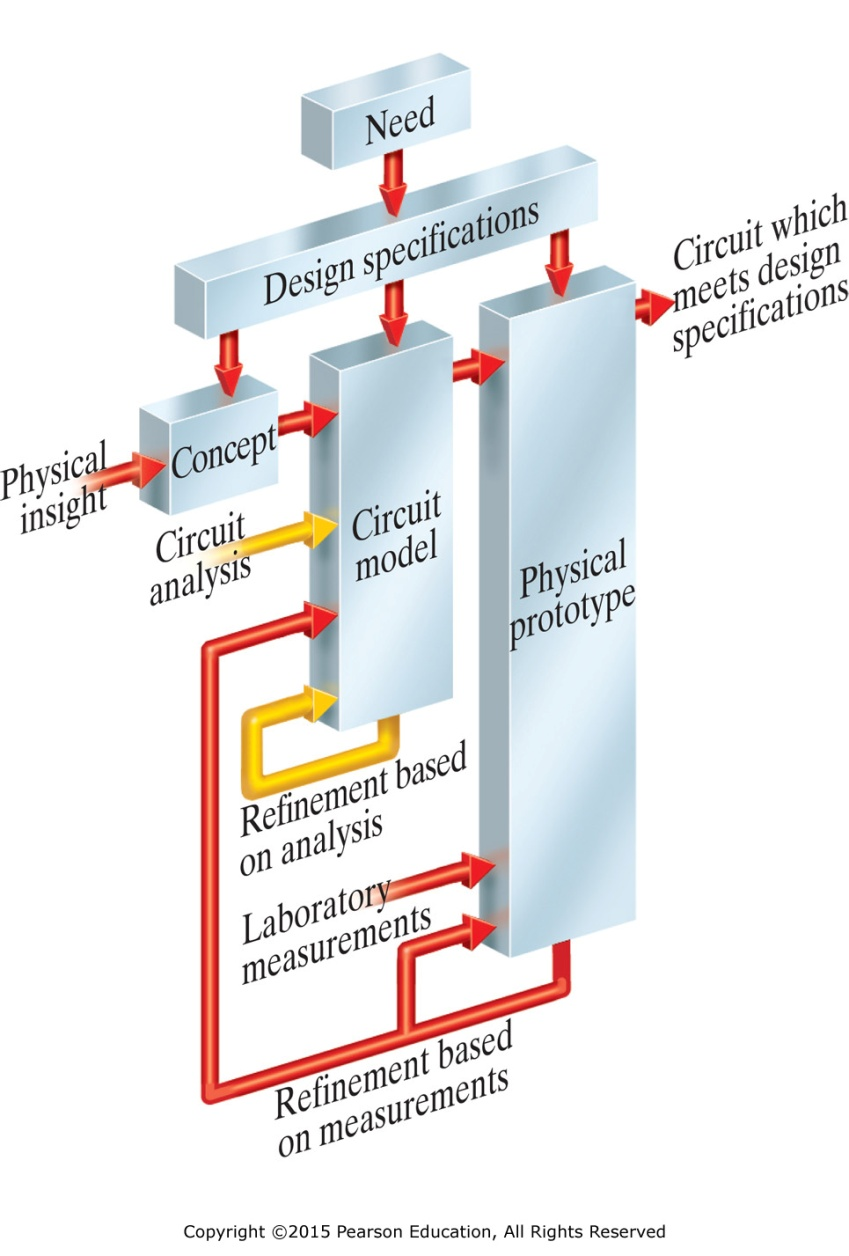 Need
Design specifications
Circuit which
meets design
specifications
Concept
Physical
insight
Circuit
analysis
Circuit
model
Physical
prototype
Refinement based
on analysis
Laboratory
measurements
Refinement based
on measurements
Copyright ©2015 Pearson Education, All Rights Reserved